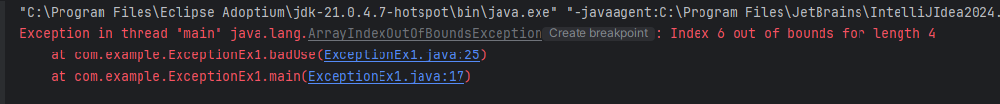 "C:\Program Files\Eclipse Adoptium\jdk-21.0.4.7-hotspot\bin\java.exe" "-javaagent:C:\Program Files\JetBrains\IntelliJIdea2024.
Exception in thread "main" java.lang.ArrayIndexOutOfBoundsException Create breakpoint : Index 6 out of bounds for length 4
at com.example.ExceptionEx1.badUse(ExceptionEx1.java:25)
at com.example.ExceptionEx1.main(ExceptionEx1.java:17)